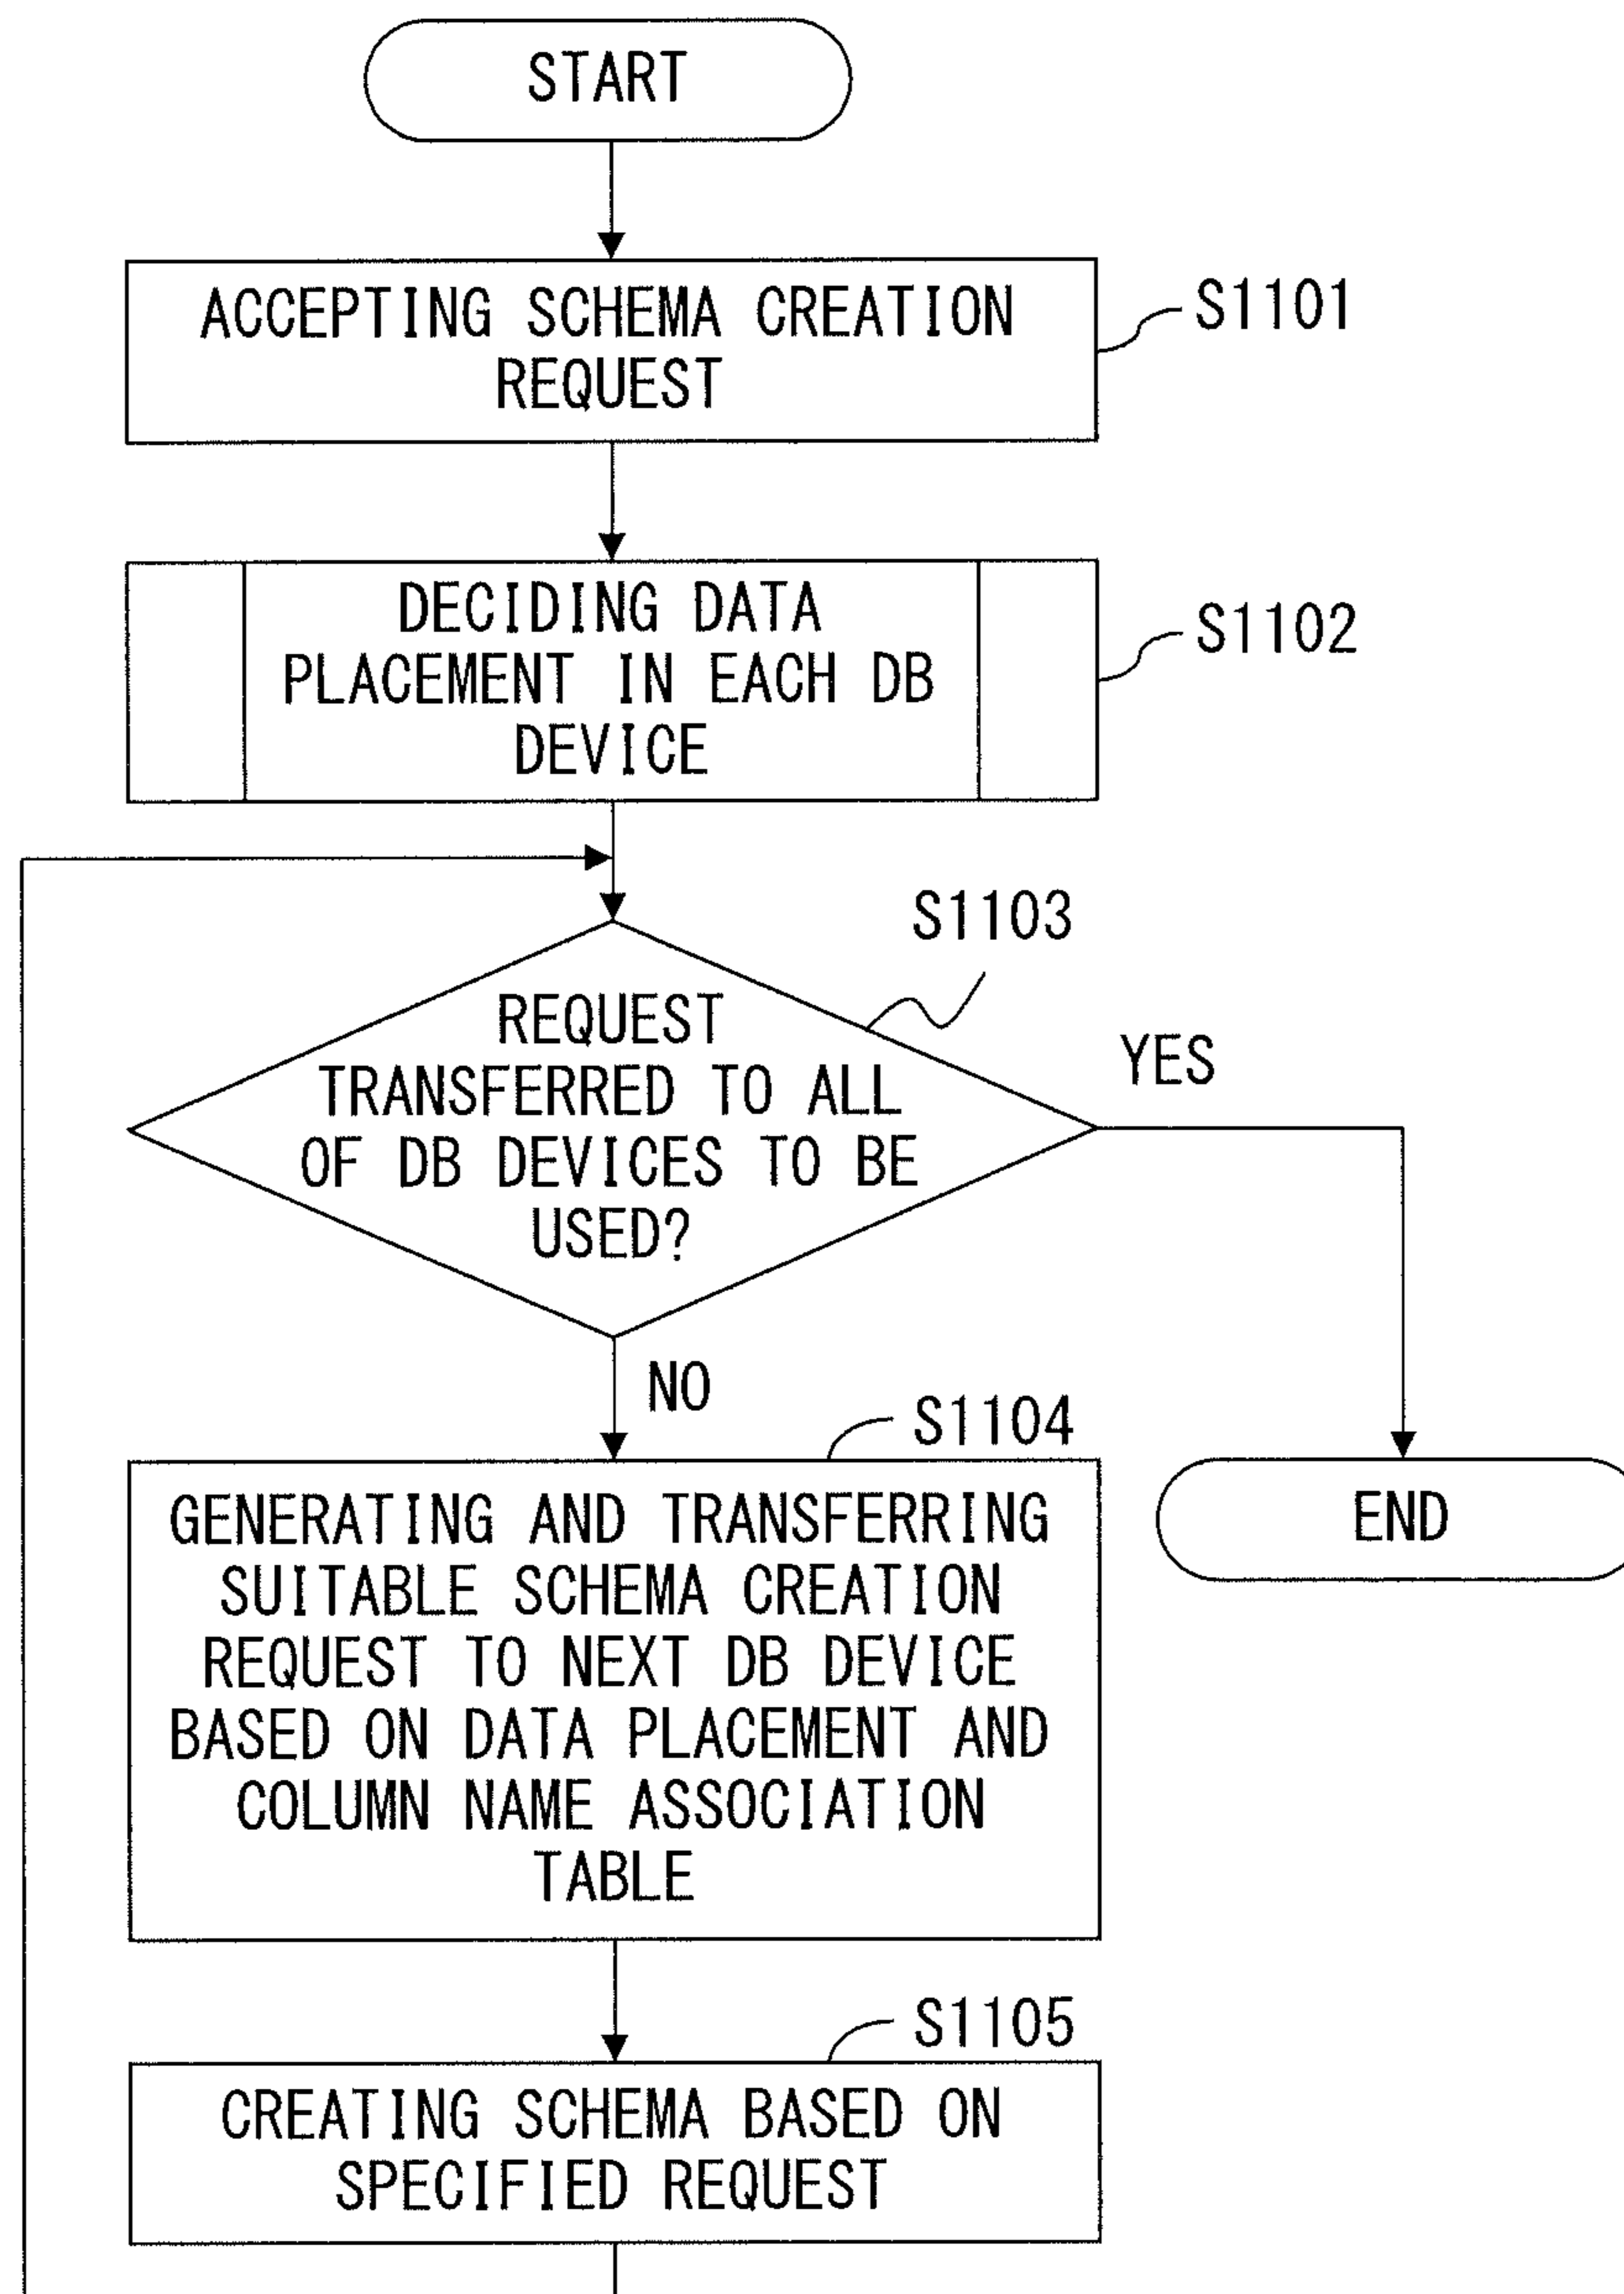 START
ACCEPTING SCHEMA CREATION
REQUEST
S1101
DECIDING DATA
PLACEMENT IN EACH DB
DEVICE
S1102
S1103
REQUEST
TRANSFERRED TO ALL
OF DB DEVICES TO BE
USED?
YES
NO
S1104
GENERATING AND TRANSFERRING
SUITABLE SCHEMA CREATION
REQUEST TO NEXT DB DEVICE
BASED ON DATA PLACEMENT AND
COLUMN NAME ASSOCIATION
TABLE
END
S1105
CREATING SCHEMA BASED ON
SPECIFIED REQUEST